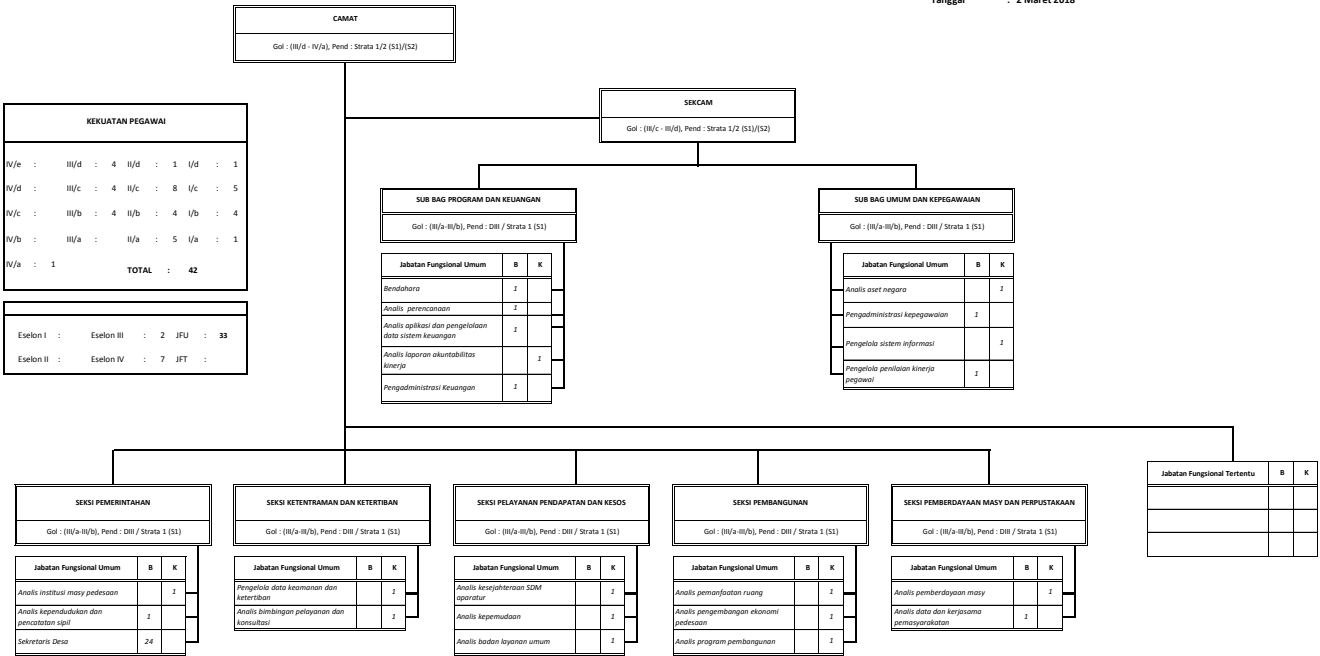 Tanggal : 2 Maret 2018
CAMAT
Gol : (III/d - IV/a), Pend : Strata 1/2 (S1)/(S2)
SEKCAM
Gol : (III/c - III/d), Pend : Strata 1/2 (S1)/(S2)
KEKUATAN PEGAWAI
IV/e : III/d : 4 II/d : 1 I/d : 1
IV/d : III/c : 4 II/c : 8 I/c : 5
IV/c : III/b : 4 II/b : 4 I/b : 4
IV/b : III/a : II/a : 5 I/a : 1
IV/a : 1 TOTAL : 42
Eselon I : Eselon III : 2 JFU : 33
Eselon II : Eselon IV : 7 JFT :
SUB BAG PROGRAM DAN KEUANGAN
Gol : (III/a-III/b), Pend : DIII / Strata 1 (S1)
Jabatan Fungsional Umum B K
Bendahara 1
Analis perencanaan 1
Analis aplikasi dan pengelolaan
data sistem keuangan 1
Analis laporan akuntabilitas
kinerja 1
Pengadministrasi Keuangan 1
SUB BAG UMUM DAN KEPEGAWAIAN
Gol : (III/a-III/b), Pend : DIII / Strata 1 (S1)
Jabatan Fungsional Umum B K
Analis aset negara 1
Pengadministrasi kepegawaian 1
Pengelola sistem informasi 1
Pengelola penilaian kinerja
pegawai 1
SEKSI PEMERINTAHAN
Gol : (III/a-III/b), Pend : DIII / Strata 1 (S1)
Jabatan Fungsional Umum B K
Analis institusi masy pedesaan 1
Analis kependudukan dan
pencatatan sipil 1
Sekretaris Desa 24
SEKSI KETENTRAMAN DAN KETERTIBAN
Gol : (III/a-III/b), Pend : DIII / Strata 1 (S1)
Jabatan Fungsional Umum B K
Pengelola data keamanan dan
ketertiban 1
Analis bimbingan pelayanan dan
konsultasi 1
SEKSI PELAYANAN PENDAPATAN DAN KESOS
Gol : (III/a-III/b), Pend : DIII / Strata 1 (S1)
Jabatan Fungsional Umum B K
Analis kesejahteraan SDM
aparatur 1
Analis kepemudaan 1
Analis badan layanan umum 1
SEKSI PEMBANGUNAN
Gol : (III/a-III/b), Pend : DIII / Strata 1 (S1)
Jabatan Fungsional Umum B K
Analis pemanfaatan ruang 1
Analis pengembangan ekonomi
pedesaan 1
Analis program pembangunan 1
SEKSI PEMBERDAYAAN MASY DAN PERPUSTAKAAN
Gol : (III/a-III/b), Pend : DIII / Strata 1 (S1)
Jabatan Fungsional Umum B K
Analis pemberdayaan masy 1
Analis data dan kerjasama
pemasyarakatan 1
Jabatan Fungsional Tertentu B K